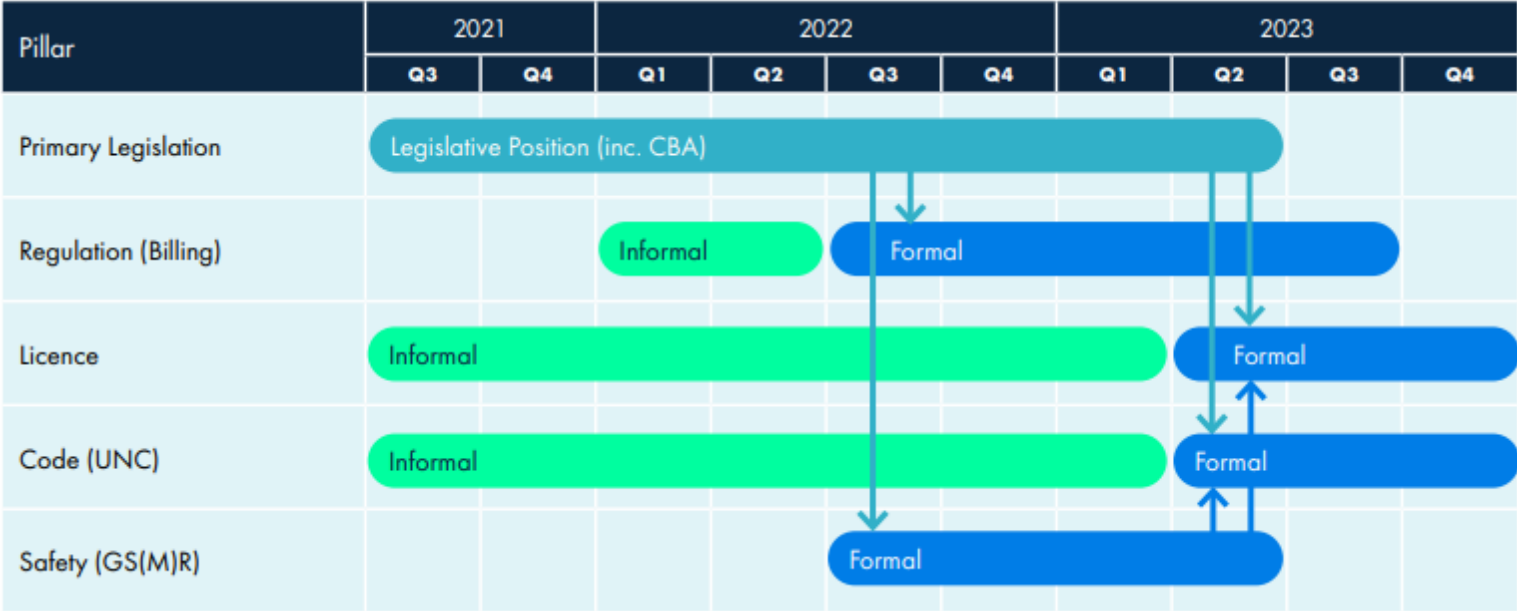 Pillar
2021 2022 2023
Q3 Q4 Q1 Q2 Q3 Q4 Q1 Q2 Q3 Q4
Primary Legislation
Legislative Position (inc. CBA)
Regulation (Billing)
Informal
Formal
Licence
Informal
Formal
Code (UNC)
Informal
Formal
Safety (GS(M)R)
Formal